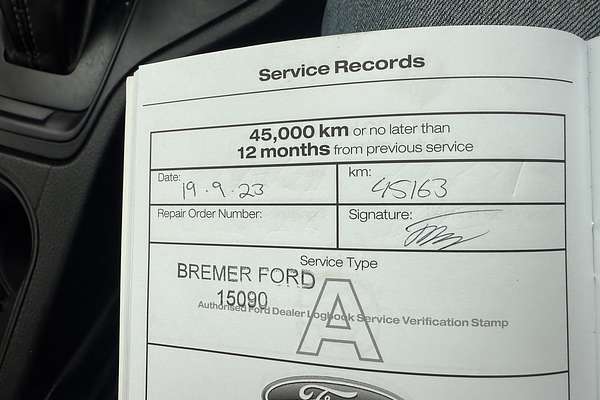 Service Records
45,000 km or no later than
12 months from previous service
Date: 19.9.23
km: 45163
Repair Order Number:
Signature:
Service Type
BREMER FORD
15090
A
Authorised Ford Dealer Logbook Service Verification Stamp